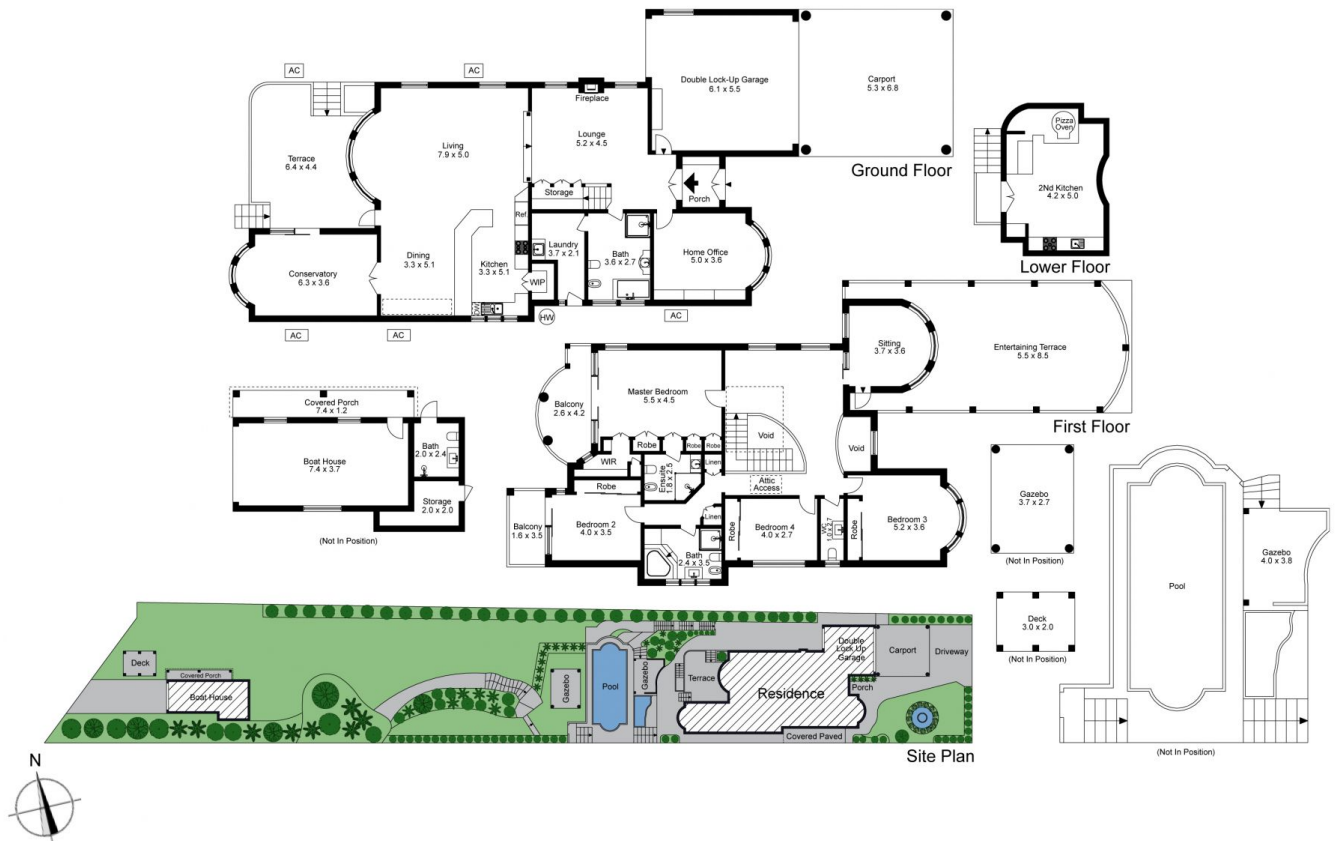 AC
AC
Terrace
6.4 x 4.4
Living
7.9 x 5.0
Fireplace
Lounge
5.2 x 4.5
Storage
Double Lock-Up Garage
6.1 x 5.5
Carport
5.3 x 6.8
Ground Floor
Porch
Ref.
Laundry
3.7 x 2.1
Bath
3.6 x 2.7
Home Office
5.0 x 3.6
Conservatory
6.3 x 3.6
Dining
3.3 x 5.1
Kitchen
3.3 x 5.1
WIP
DW
HW
AC
AC
AC
Pizza
Oven
2Nd Kitchen
4.2 x 5.0
Lower Floor
Covered Porch
7.4 x 1.2
Boat House
7.4 x 3.7
Bath
2.0 x 2.4
Storage
2.0 x 2.0
(Not In Position)
Balcony
2.6 x 4.2
Master Bedroom
5.5 x 4.5
Robe
Robe
Robe
WIR
Ensuite
1.8 x 2.5
Linen
Void
Void
Attic
Access
Sitting
3.7 x 3.6
Entertaining Terrace
5.5 x 8.5
First Floor
Balcony
1.6 x 3.5
Robe
Bedroom 2
4.0 x 3.5
Linen
Bath
2.4 x 3.5
Robe
Bedroom 4
4.0 x 2.7
WC
1.0 x 2.7
Robe
Bedroom 3
5.2 x 3.6
Gazebo
3.7 x 2.7
(Not In Position)
Deck
3.0 x 2.0
(Not In Position)
Pool
Gazebo
4.0 x 3.8
(Not In Position)
Deck
Covered Porch
Boat House
Gazebo
Pool
Gazebo
Terrace
Residence
Double
Lock Up
Garage
Carport
Driveway
Porch
Covered Paved
Site Plan
N